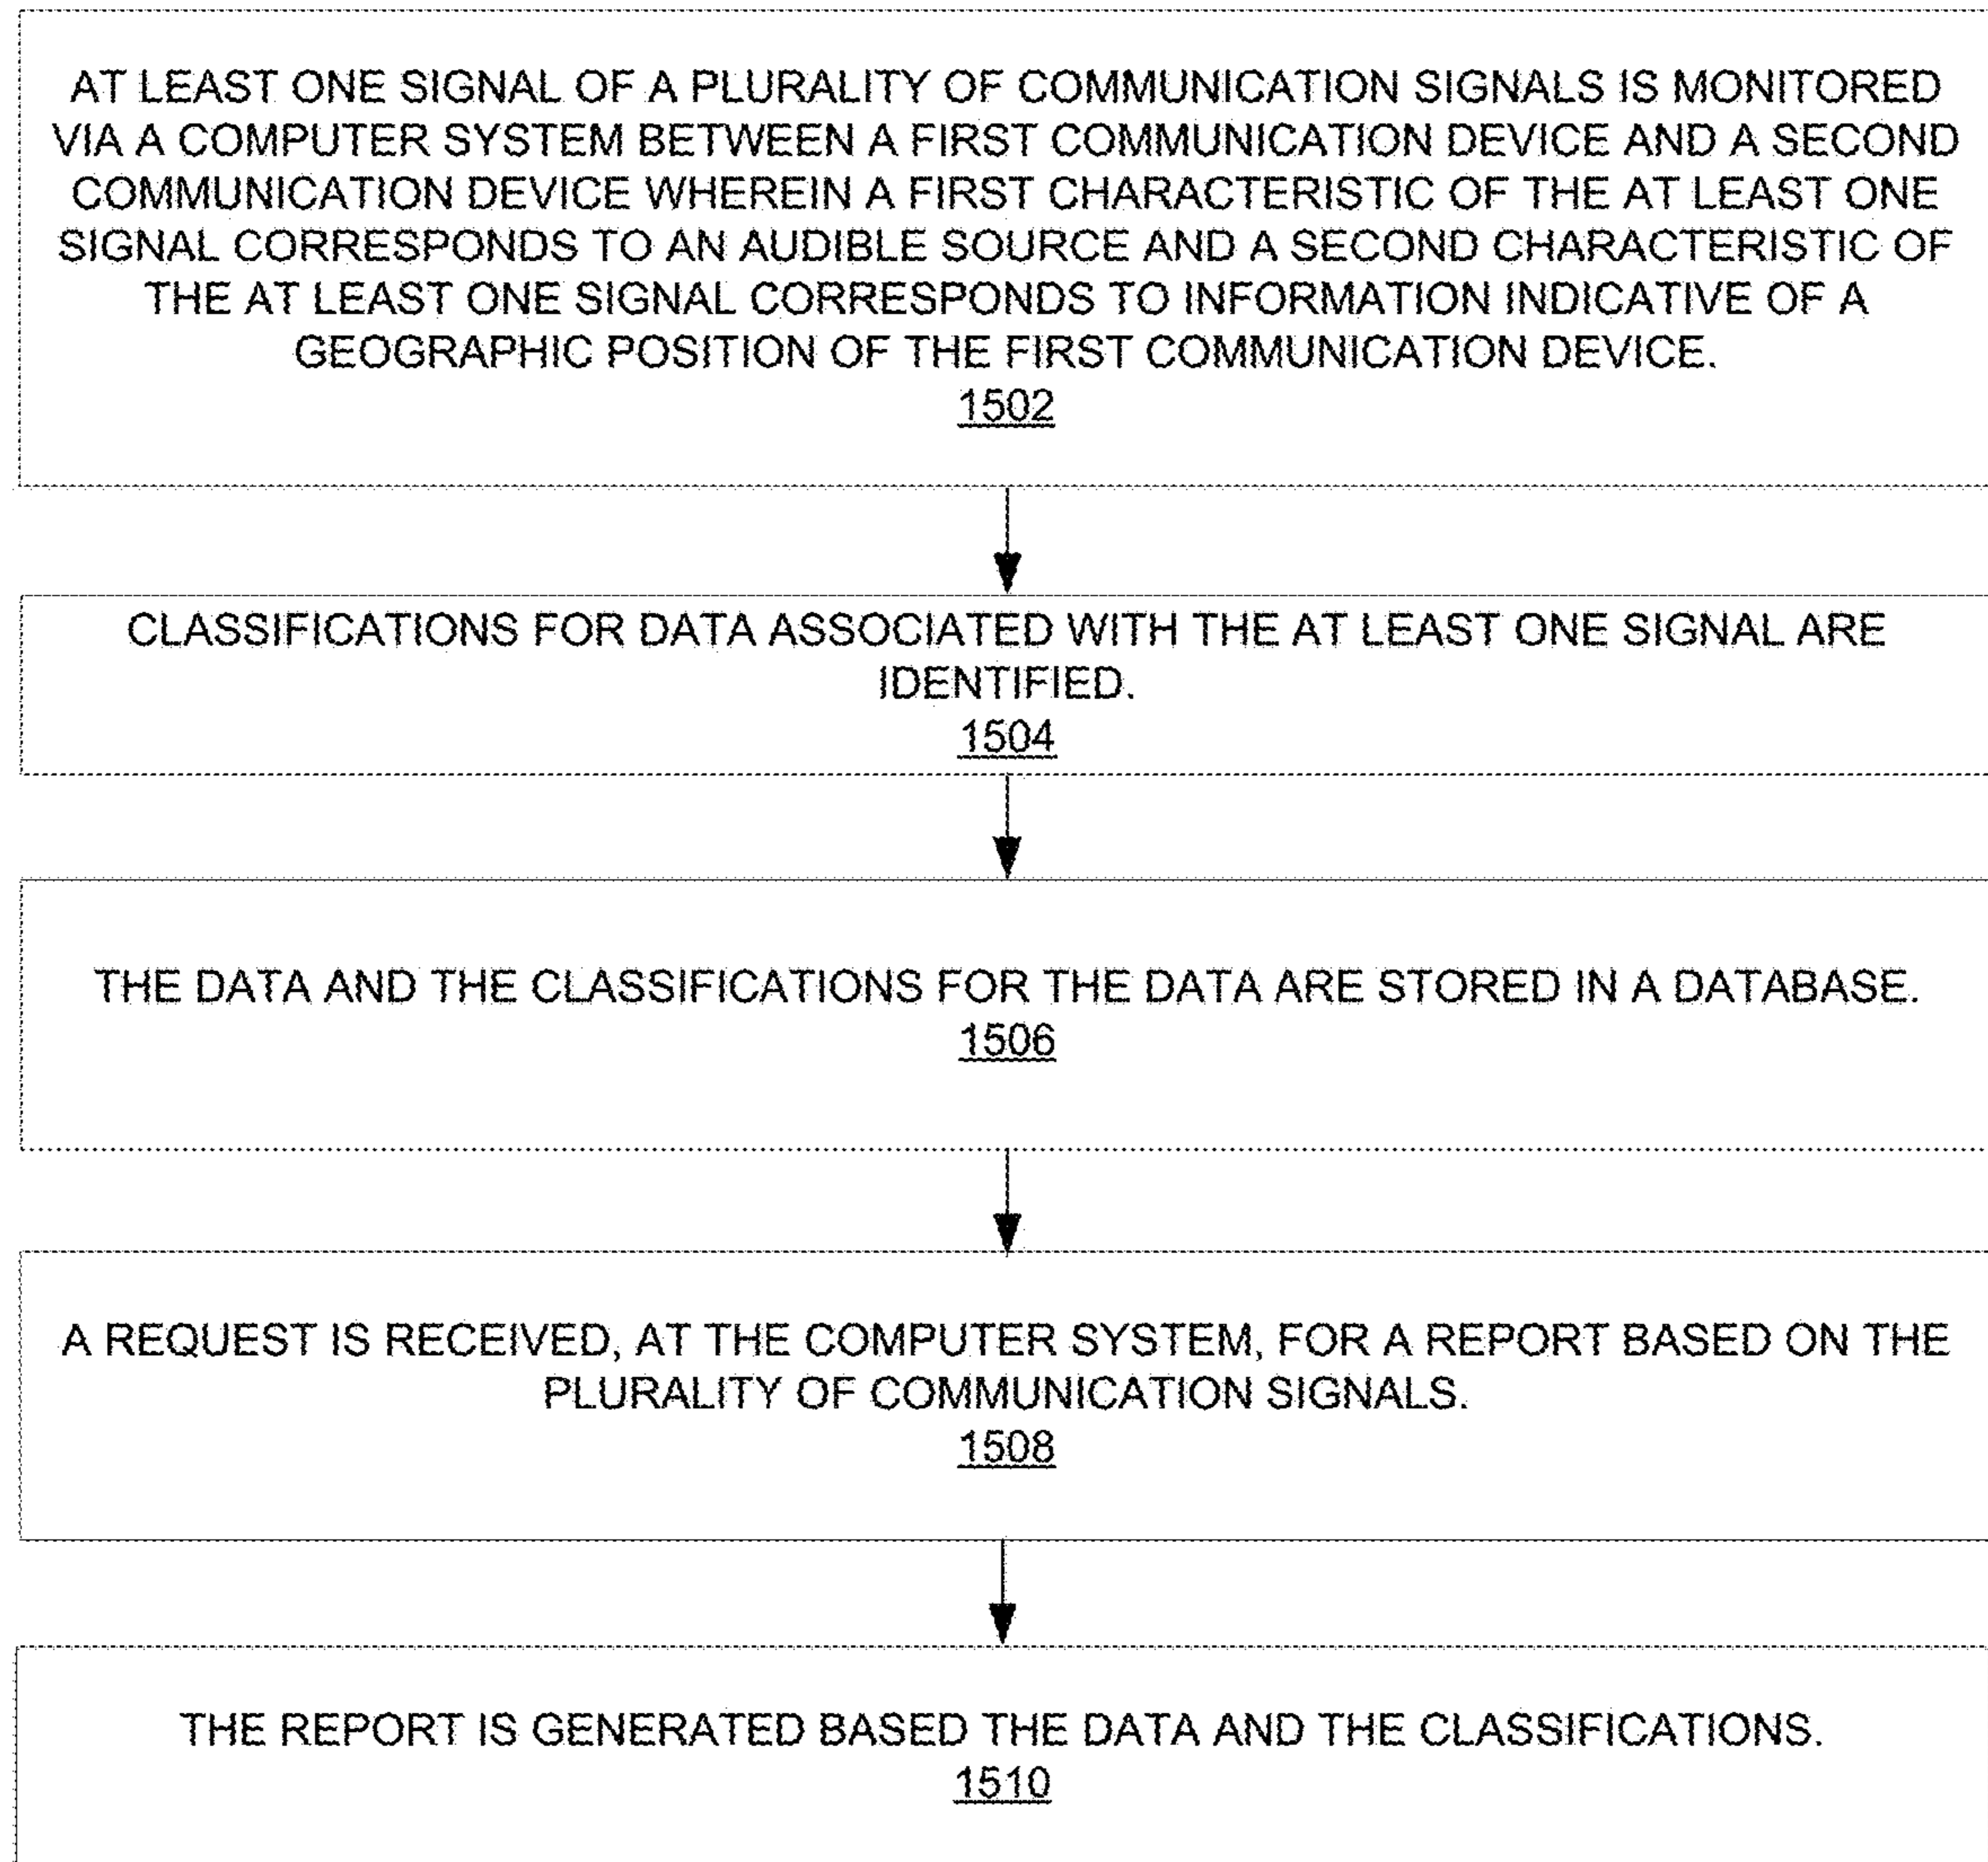 AT LEAST ONE SIGNAL OF A PLURALITY OF COMMUNICATION SIGNALS IS MONITORED
VIA A COMPUTER SYSTEM BETWEEN A FIRST COMMUNICATION DEVICE AND A SECOND
COMMUNICATION DEVICE WHEREIN A FIRST CHARACTERISTIC OF THE AT LEAST ONE
SIGNAL CORRESPONDS TO AN AUDIBLE SOURCE AND A SECOND CHARACTERISTIC OF
THE AT LEAST ONE SIGNAL CORRESPONDS TO INFORMATION INDICATIVE OF A
GEOGRAPHIC POSITION OF THE FIRST COMMUNICATION DEVICE.
1502
CLASSIFICATIONS FOR DATA ASSOCIATED WITH THE AT LEAST ONE SIGNAL ARE
IDENTIFIED.
1504
THE DATA AND THE CLASSIFICATIONS FOR THE DATA ARE STORED IN A DATABASE.
1506
A REQUEST IS RECEIVED, AT THE COMPUTER SYSTEM, FOR A REPORT BASED ON THE
PLURALITY OF COMMUNICATION SIGNALS.
1508
THE REPORT IS GENERATED BASED THE DATA AND THE CLASSIFICATIONS.
1510